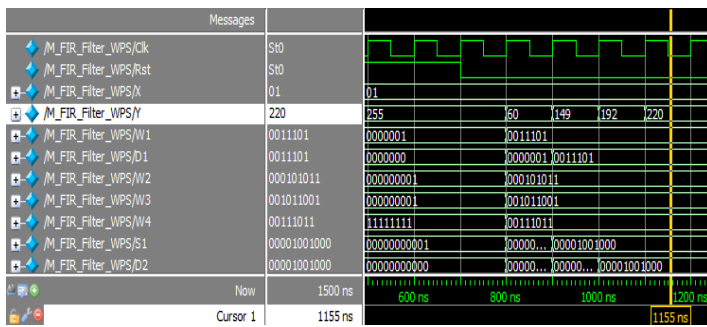 Messages
/M_FIR_Filter_WPS/Clk St0
/M_FIR_Filter_WPS/Rst St0
/M_FIR_Filter_WPS/X 01 01
/M_FIR_Filter_WPS/Y 220 255 60 149 192 220
/M_FIR_Filter_WPS/W1 0011101 0000001 0011101
/M_FIR_Filter_WPS/D1 0011101 0000000 0000001 0011101
/M_FIR_Filter_WPS/W2 000101011 000000001 000101011
/M_FIR_Filter_WPS/W3 001011001 000000001 001011001
/M_FIR_Filter_WPS/W4 00111011 11111111 00111011
/M_FIR_Filter_WPS/S1 00001001000 00000000001 00000... 00001001000
/M_FIR_Filter_WPS/D2 00001001000 00000000000 00000... 00000... 00001001000
Now 1500 ns 600 ns 800 ns 1000 ns 1200 ns
Cursor 1 1155 ns 1155 ns